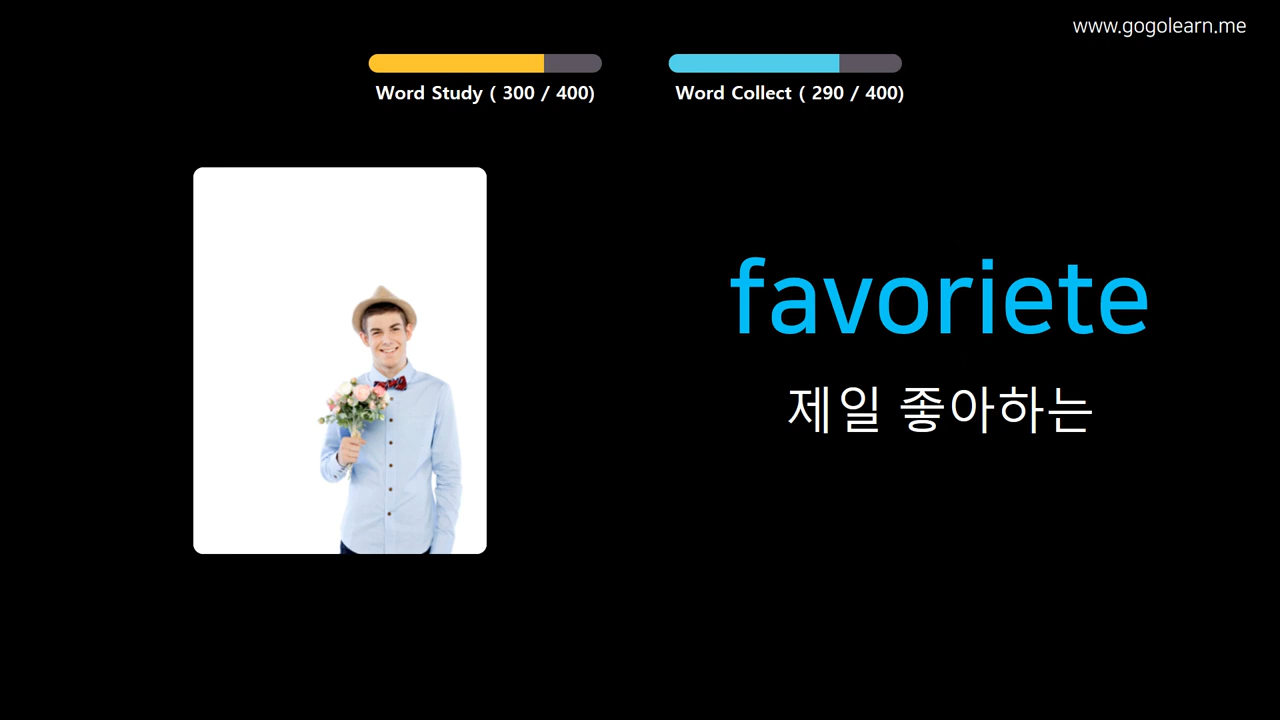 www.gogolearn.me
Word Study ( 300 / 400)
Word Collect ( 290 / 400)
favoriete
제일 좋아하는